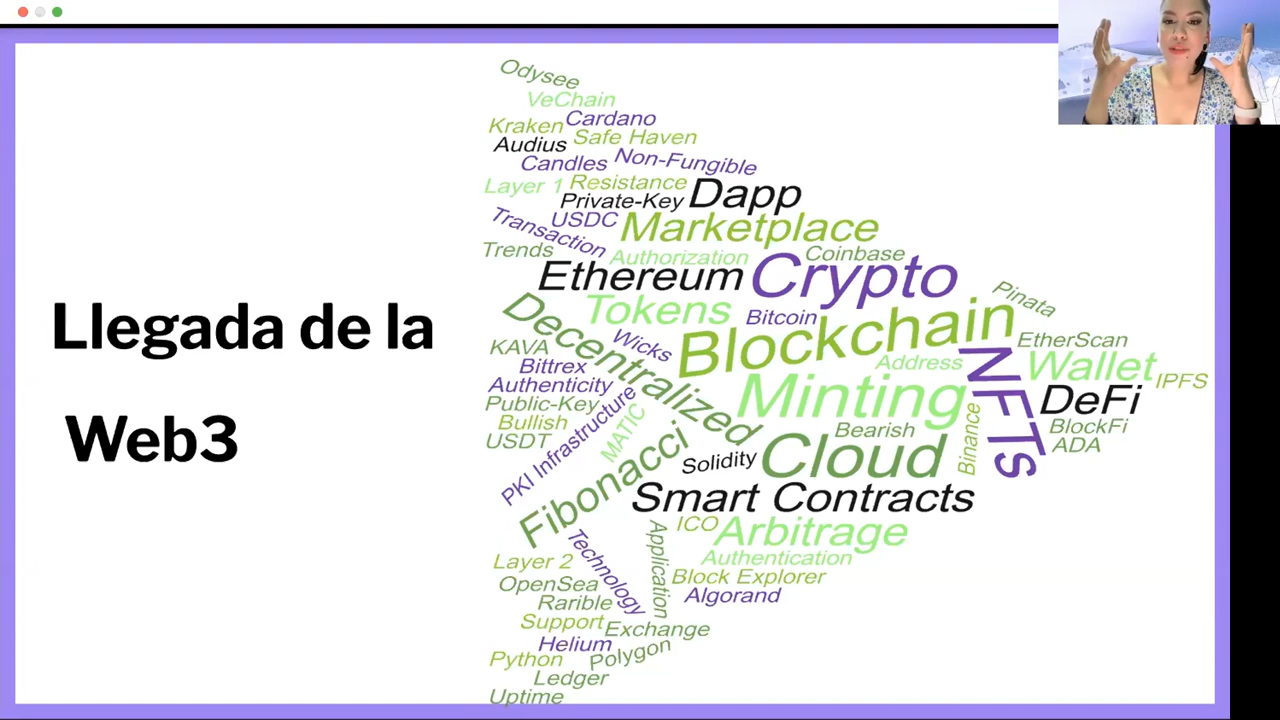 Llegada de la
Web3
Odysee
VeChain
Cardano
Kraken
Safe Haven
Audius
Non-Fungible
Candles
Resistance
Layer 1
Dapp
Private-Key
USDC
Transaction
Marketplace
Trends
Authorization
Coinbase
Ethereum
Crypto
Pinata
Tokens
Bitcoin
Decentralized
Blockchain
Wicks
EtherScan
KAVA
Address
NFTs
Wallet
Bittrex
IPFS
Authenticity
Minting
DeFi
Public-Key
PKI Infrastructure
MATIC
Bullish
Bearish
Binance
BlockFi
USDT
ADA
Fibonacci
Solidity
Cloud
Smart Contracts
ICO
Arbitrage
Technology
Application
Authentication
Layer 2
Block Explorer
OpenSea
Algorand
Rarible
Support
Exchange
Helium
Polygon
Python
Ledger
Uptime